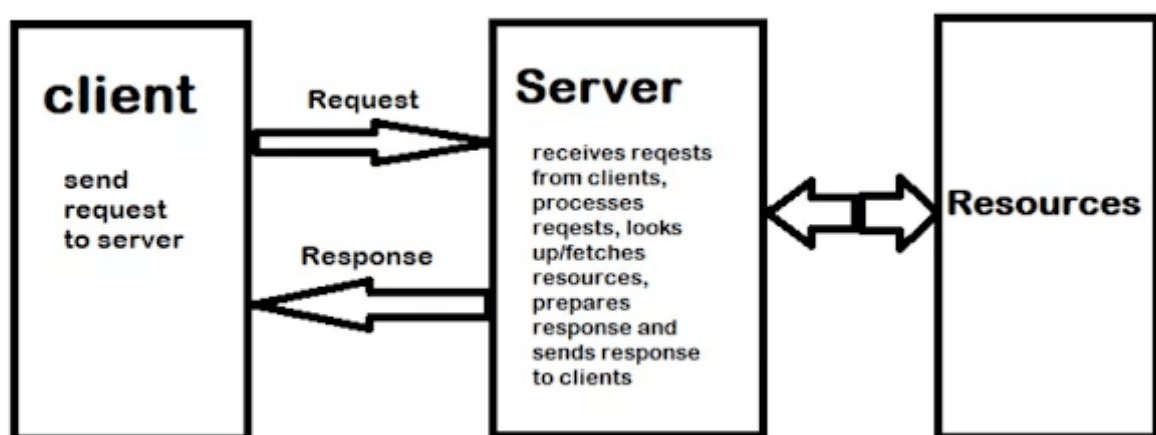 client
send
request
to server
Request
Response
Server
receives reqests
from clients,
processes
reqests, looks
up/fetches
resources,
prepares
response and
sends response
to clients
Resources